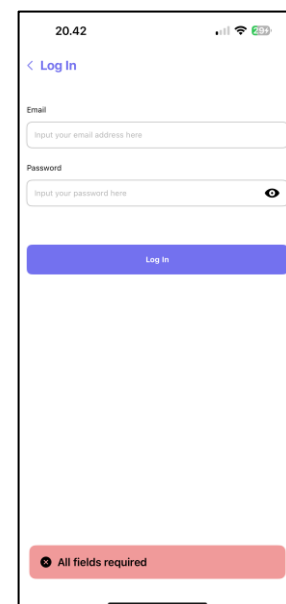 20.42
29
Log In
Email
Input your email address here
Password
Input your password here
Log In
All fields required